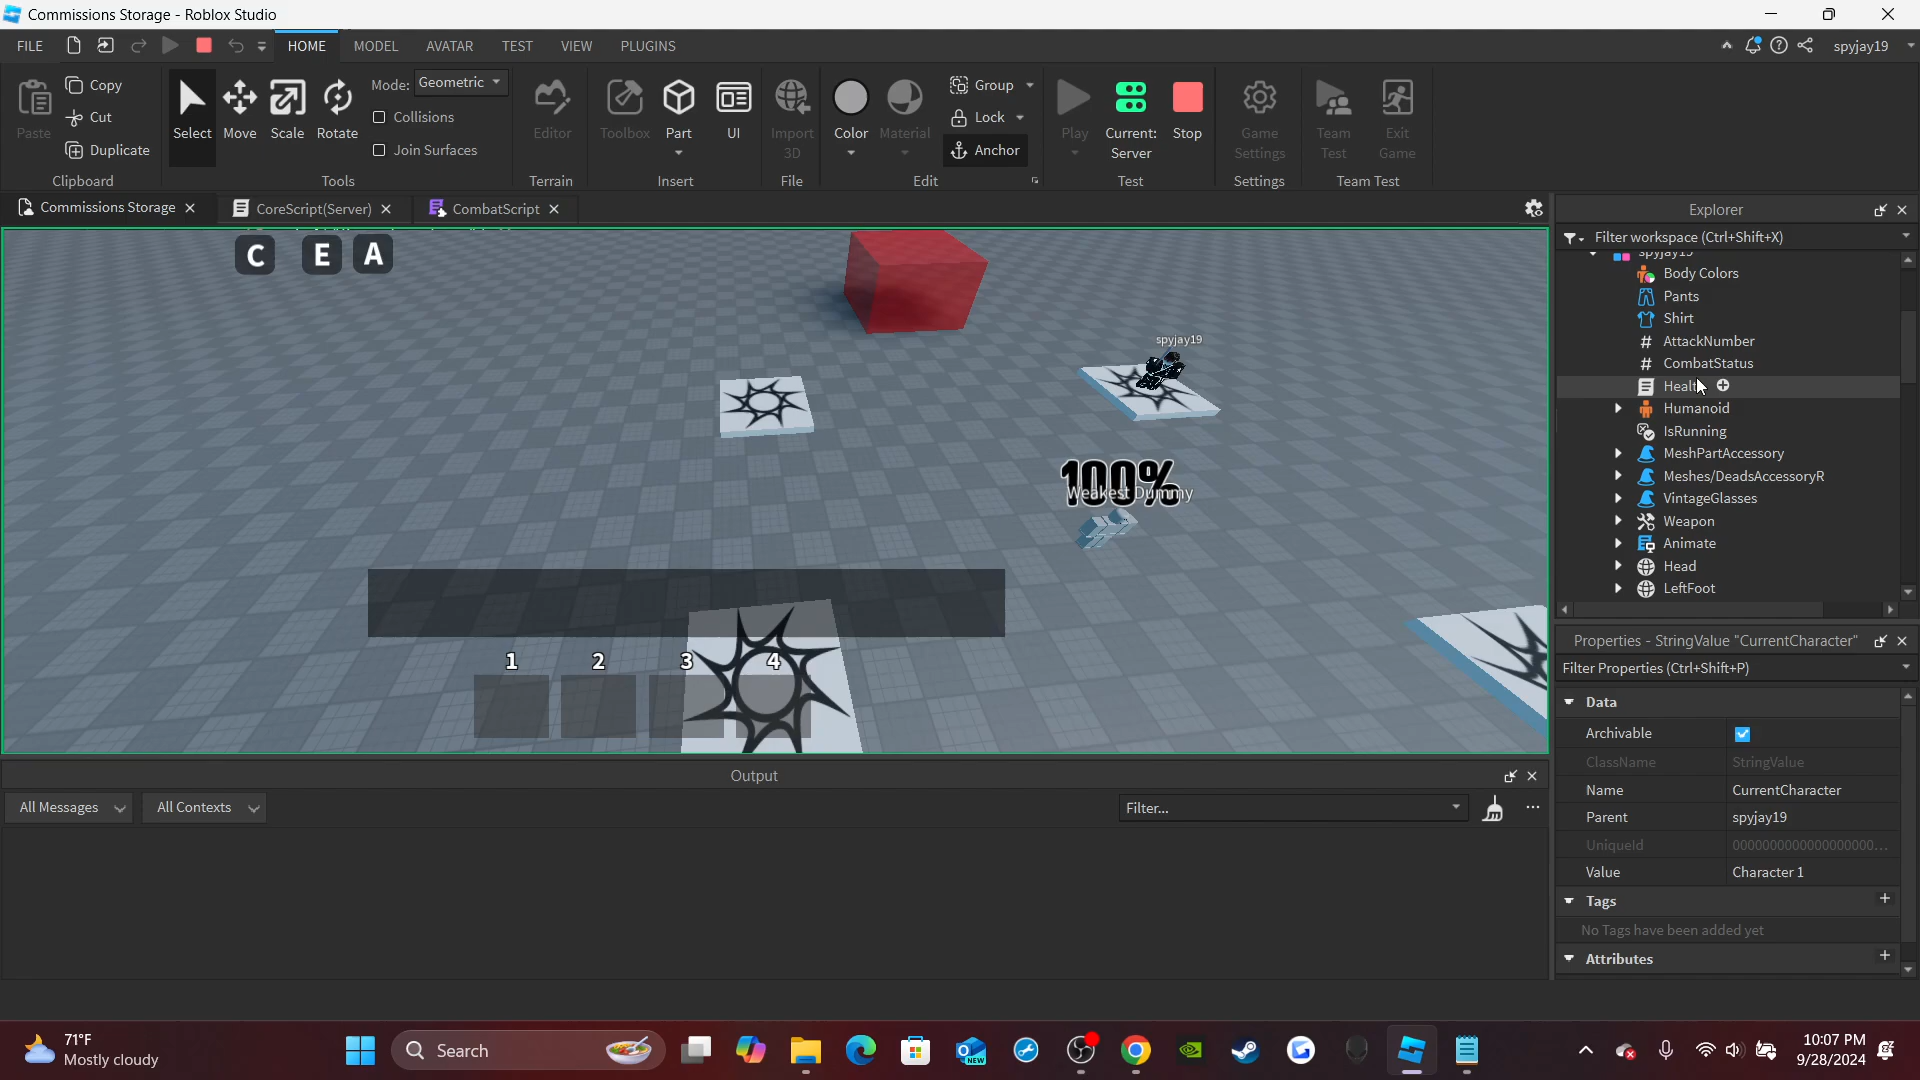 Commissions Storage - Roblox Studio
FILE HOME MODEL AVATAR TEST VIEW PLUGINS spyjay19
Paste Copy Cut Duplicate
Clipboard
Select Move Scale Rotate Mode: Geometric
Collisions
Join Surfaces
Tools
Editor
Terrain
Toolbox Part UI
Insert
Import 3D
File
Color Material Group Lock Anchor
Edit
Play Current: Server Stop
Test
Game Settings
Settings
Team Test Exit Game
Team Test
Commissions Storage CoreScript(Server) CombatScript
C E A
spyjay19
100%
Weakest Dummy
1 2 3 4
Output
All Messages All Contexts Filter...
Explorer
Filter workspace (Ctrl+Shift+X)
spyjay19
Body Colors
Pants
Shirt
# AttackNumber
# CombatStatus
Health
Humanoid
IsRunning
MeshPartAccessory
Meshes/DeadsAccessoryR
VintageGlasses
Weapon
Animate
Head
LeftFoot
Properties - StringValue "CurrentCharacter"
Filter Properties (Ctrl+Shift+P)
Data
Archivable
ClassName StringValue
Name CurrentCharacter
Parent spyjay19
UniqueId 0000000000000000000...
Value Character 1
Tags +
No Tags have been added yet
Attributes +
71°F
Mostly cloudy
Search
NEW
10:07 PM
9/28/2024